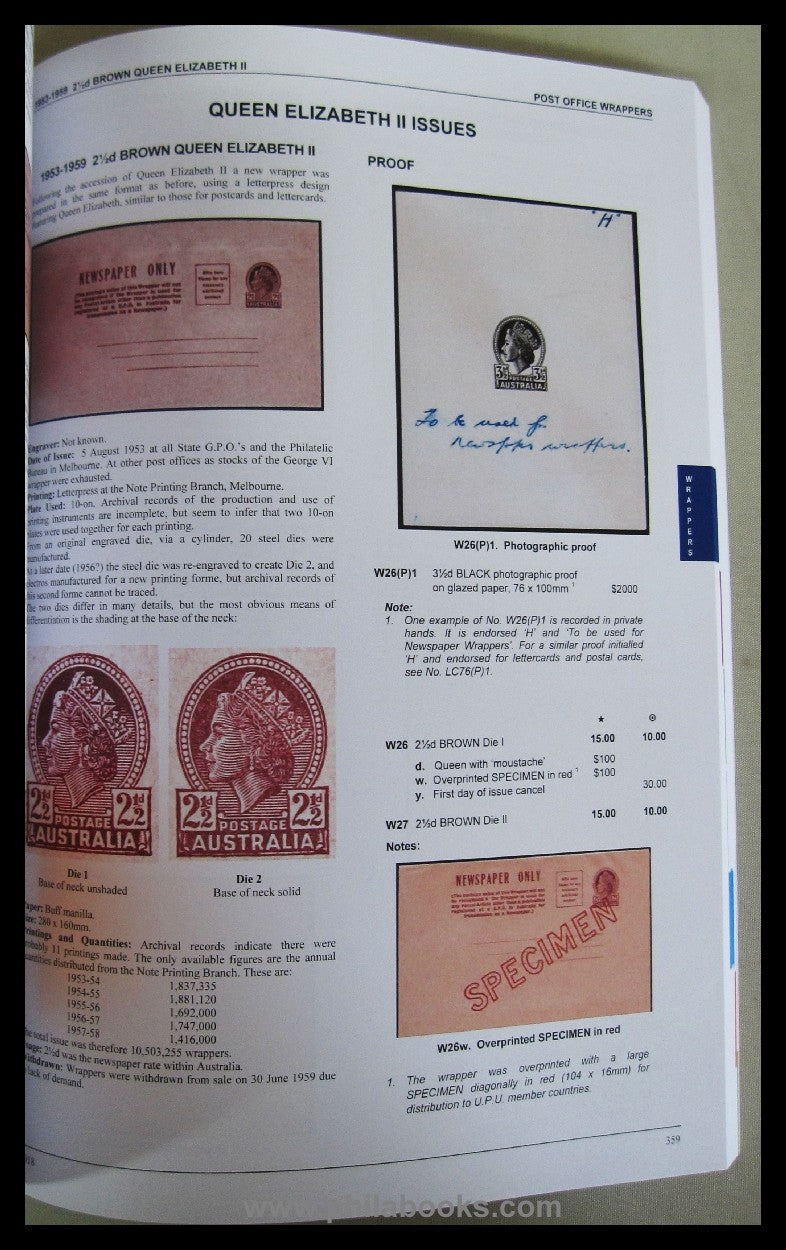 1953-1959 2½d BROWN QUEEN ELIZABETH II
POST OFFICE WRAPPERS
QUEEN ELIZABETH II ISSUES
1953-1959 2½d BROWN QUEEN ELIZABETH II
Following the accession of Queen Elizabeth II a new wrapper was
prepared in the same format as before, using a letterpress design
featuring Queen Elizabeth, similar to those for postcards and lettercards.
NEWSPAPER ONLY
Engraver: Not known.
Date of Issue: 5 August 1953 at all State G.P.O.'s and the Philatelic
Bureau in Melbourne. At other post offices as stocks of the George VI
wrapper were exhausted.
Printing: Letterpress at the Note Printing Branch, Melbourne.
Plate Used: 10-on. Archival records of the production and use of
printing instruments are incomplete, but seem to infer that two 10-on
plates were used together for each printing.
From an original engraved die, via a cylinder, 20 steel dies were
manufactured.
At a later date (1956?) the steel die was re-engraved to create Die 2, and
electros manufactured for a new printing forme, but archival records of
this second forme cannot be traced.
The two dies differ in many details, but the most obvious means of
differentiation is the shading at the base of the neck:
2½d 2½d
POSTAGE
AUSTRALIA
Die 1
Base of neck unshaded
2½d 2½d
POSTAGE
AUSTRALIA
Die 2
Base of neck solid
Paper: Buff manilla.
Size: 280 x 160mm.
Printings and Quantities: Archival records indicate there were
probably 11 printings made. The only available figures are the annual
quantities distributed from the Note Printing Branch. These are:
1953-54 1,837,335
1954-55 1,881,120
1955-56 1,692,000
1956-57 1,747,000
1957-58 1,416,000
The total issue was therefore 10,503,255 wrappers.
Usage: 2½d was the newspaper rate within Australia.
Withdrawn: Wrappers were withdrawn from sale on 30 June 1959 due
lack of demand.
PROOF
"H"
POSTAGE
AUSTRALIA
To be used for
Newspaper wrappers.
W26(P)1. Photographic proof
W26(P)1 3½d BLACK photographic proof
on glazed paper, 76 x 100mm ¹ $2000
Note:
1. One example of No. W26(P)1 is recorded in private
hands. It is endorsed 'H' and 'To be used for
Newspaper Wrappers'. For a similar proof initialled
'H' and endorsed for lettercards and postal cards,
see No. LC76(P)1.
W26 2½d BROWN Die I 15.00 10.00
d. Queen with 'moustache' $100
w. Overprinted SPECIMEN in red ¹ $100
y. First day of issue cancel 30.00
W27 2½d BROWN Die II 15.00 10.00
Notes:
NEWSPAPER ONLY
SPECIMEN
W26w. Overprinted SPECIMEN in red
1. The wrapper was overprinted with a large
SPECIMEN diagonally in red (104 x 16mm) for
distribution to U.P.U. member countries.
WRAPPERS
359
www.philabooks.com